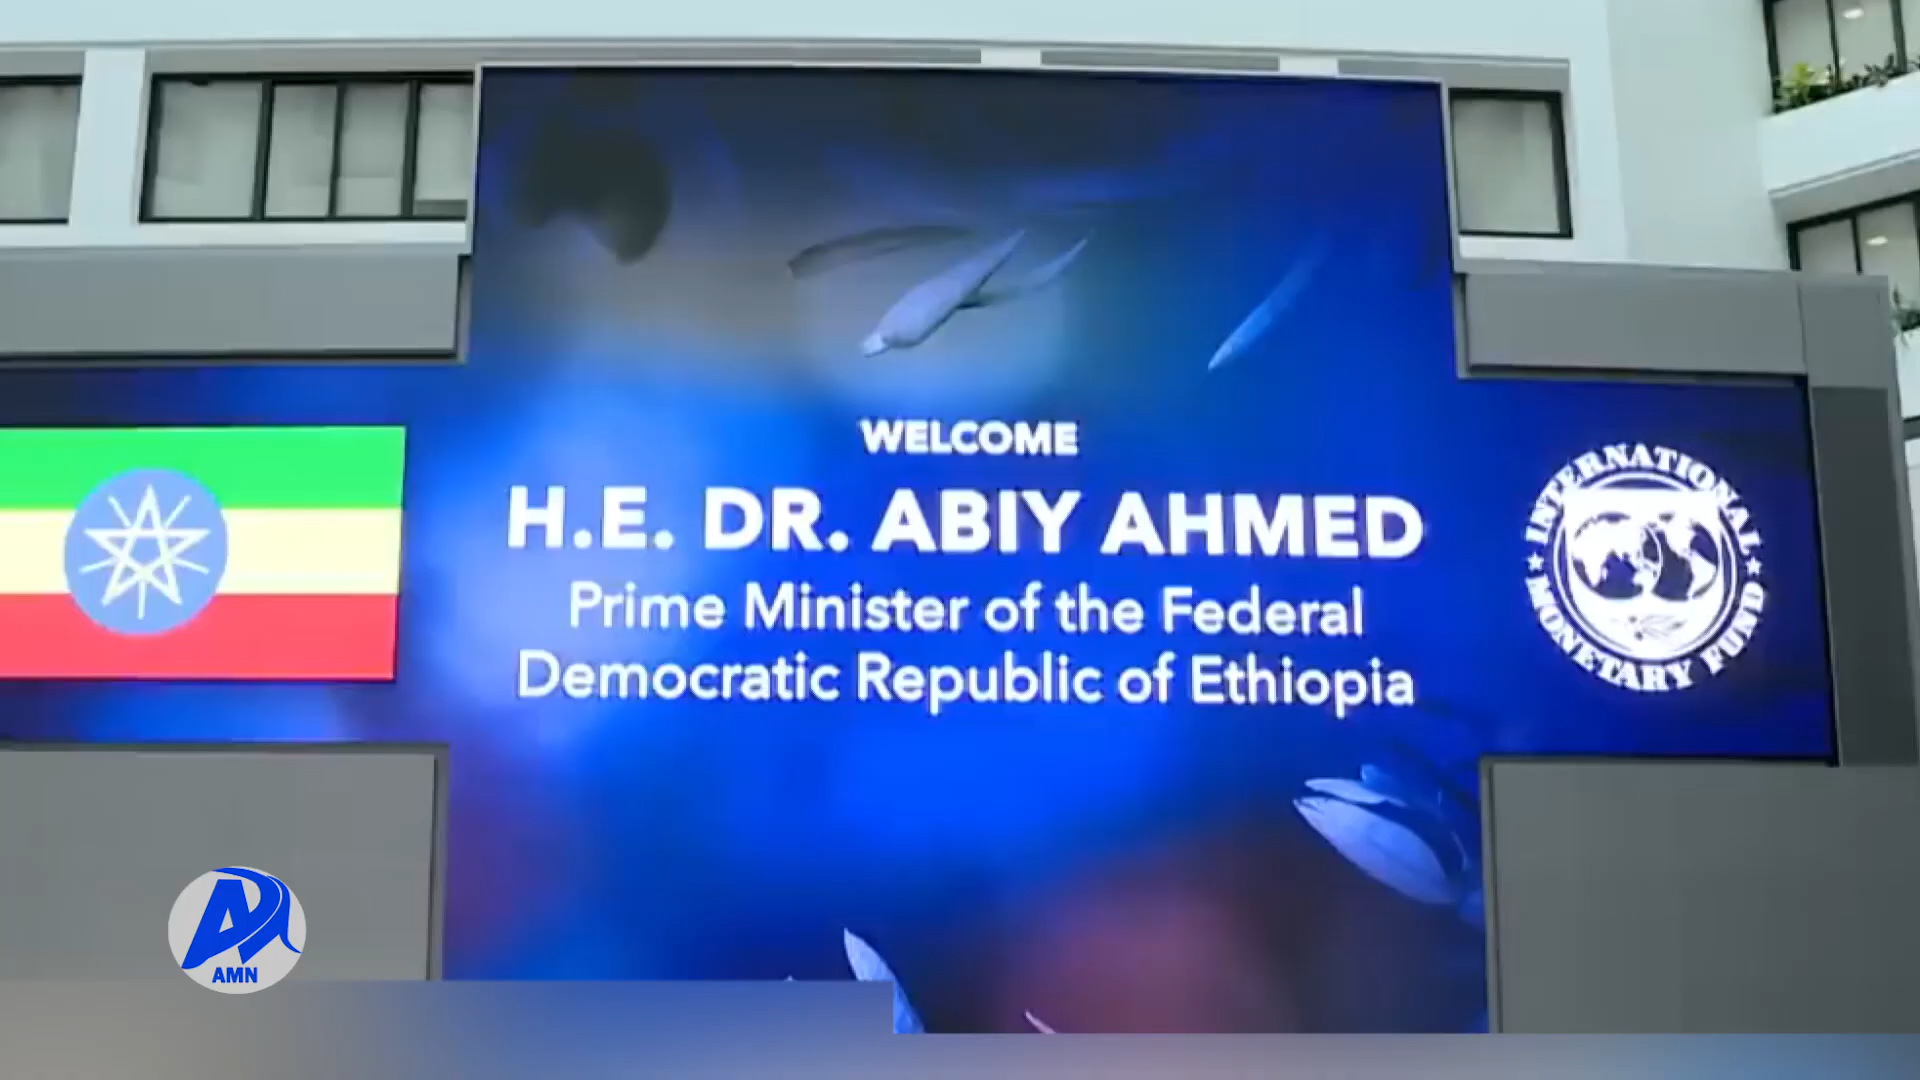 WELCOME
H.E. DR. ABIY AHMED
Prime Minister of the Federal
Democratic Republic of Ethiopia
INTERNATIONAL
MONETARY FUND
AMN